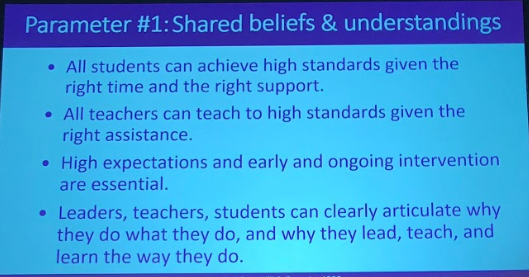 Parameter #1: Shared beliefs & understandings
• All students can achieve high standards given the
right time and the right support.
• All teachers can teach to high standards given the
right assistance.
• High expectations and early and ongoing intervention
are essential.
• Leaders, teachers, students can clearly articulate why
they do what they do, and why they lead, teach, and
learn the way they do.